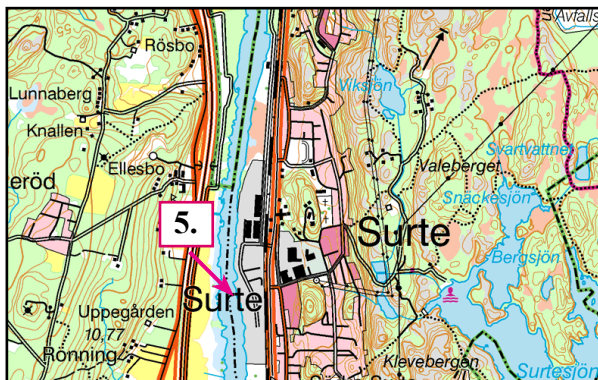 Avfalls
Rösbo
Viksjön
Lunnaberg
Knallen
Svartvattnet
Ellesbo
Valeberget
eröd
Snäckesjön
5.
Surte
Bergsjön
Surte
Uppegården
10,77
Rönning
Klevebergen
Surtesjön